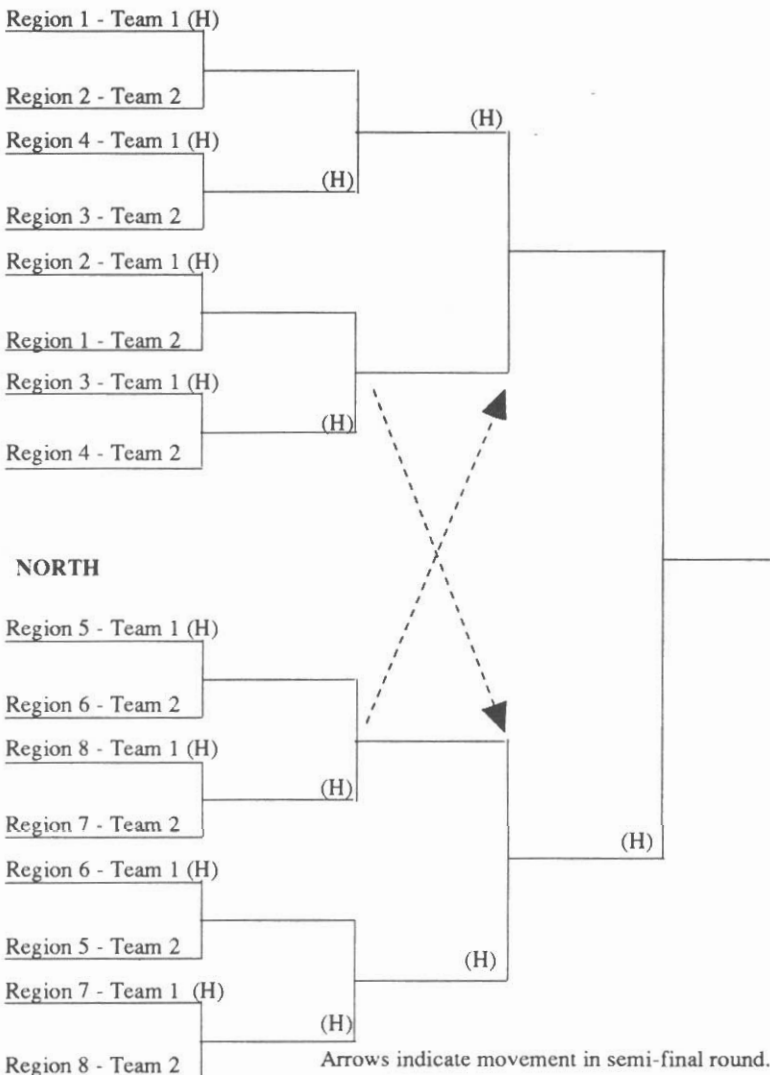 Region 1 - Team 1 (H)
(H)
Region 2 - Team 2
Region 4 - Team 1 (H)
(H)
Region 3 - Team 2
Region 2 - Team 1 (H)
Region 1 - Team 2
Region 3 - Team 1 (H)
(H)
Region 4 - Team 2
NORTH
Region 5 - Team 1 (H)
Region 6 - Team 2
Region 8 - Team 1 (H)
(H)
Region 7 - Team 2
(H)
Region 6 - Team 1 (H)
Region 5 - Team 2
(H)
Region 7 - Team 1 (H)
(H)
Region 8 - Team 2
Arrows indicate movement in semi-final round.